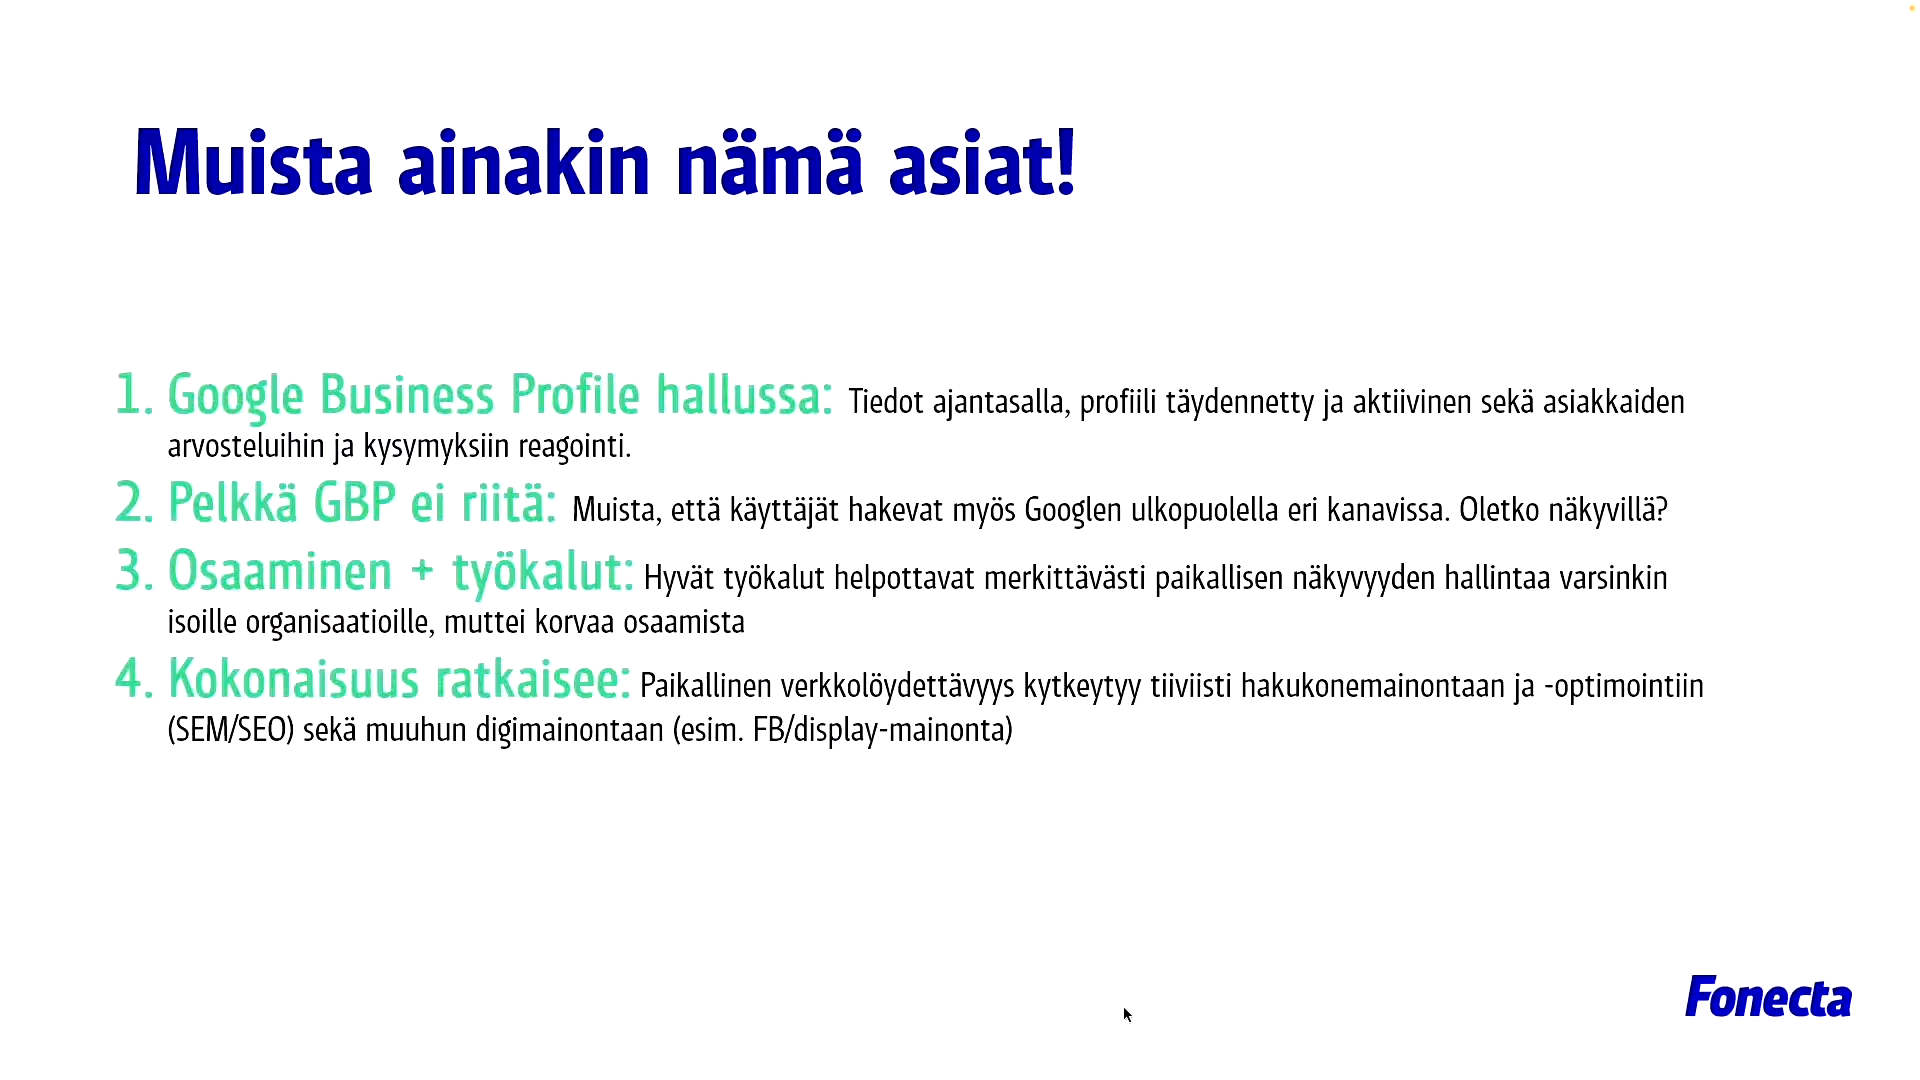 Muista ainakin nämä asiat!
1. Google Business Profile hallussa: Tiedot ajantasalla, profiili täydennetty ja aktiivinen sekä asiakkaiden
arvosteluihin ja kysymyksiin reagointi.
2. Pelkkä GBP ei riitä: Muista, että käyttäjät hakevat myös Googlen ulkopuolella eri kanavissa. Oletko näkyvillä?
3. Osaaminen + työkalut: Hyvät työkalut helpottavat merkittävästi paikallisen näkyvyyden hallintaa varsinkin
isoille organisaatioille, muttei korvaa osaamista
4. Kokonaisuus ratkaisee: Paikallinen verkkolöydettävyys kytkeytyy tiiviisti hakukonemainontaan ja -optimointiin
(SEM/SEO) sekä muuhun digimainontaan (esim. FB/display-mainonta)
Fonecta